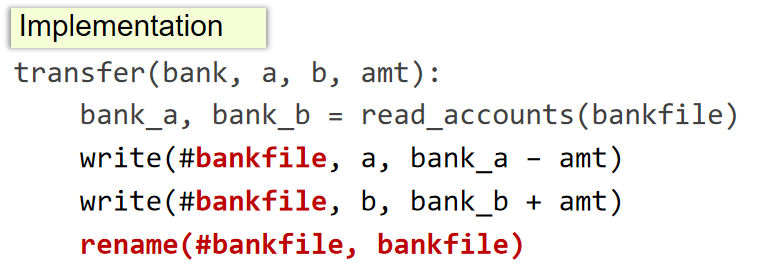 Implementation
transfer(bank, a, b, amt):
bank_a, bank_b = read_accounts(bankfile)
write(#bankfile, a, bank_a – amt)
write(#bankfile, b, bank_b + amt)
rename(#bankfile, bankfile)